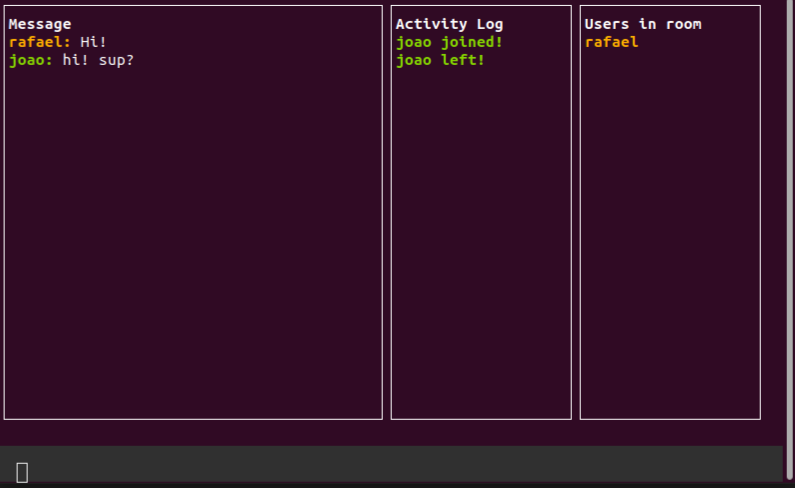 Message
rafael: Hi!
joao: hi! sup?
Activity Log
joao joined!
joao left!
Users in room
rafael